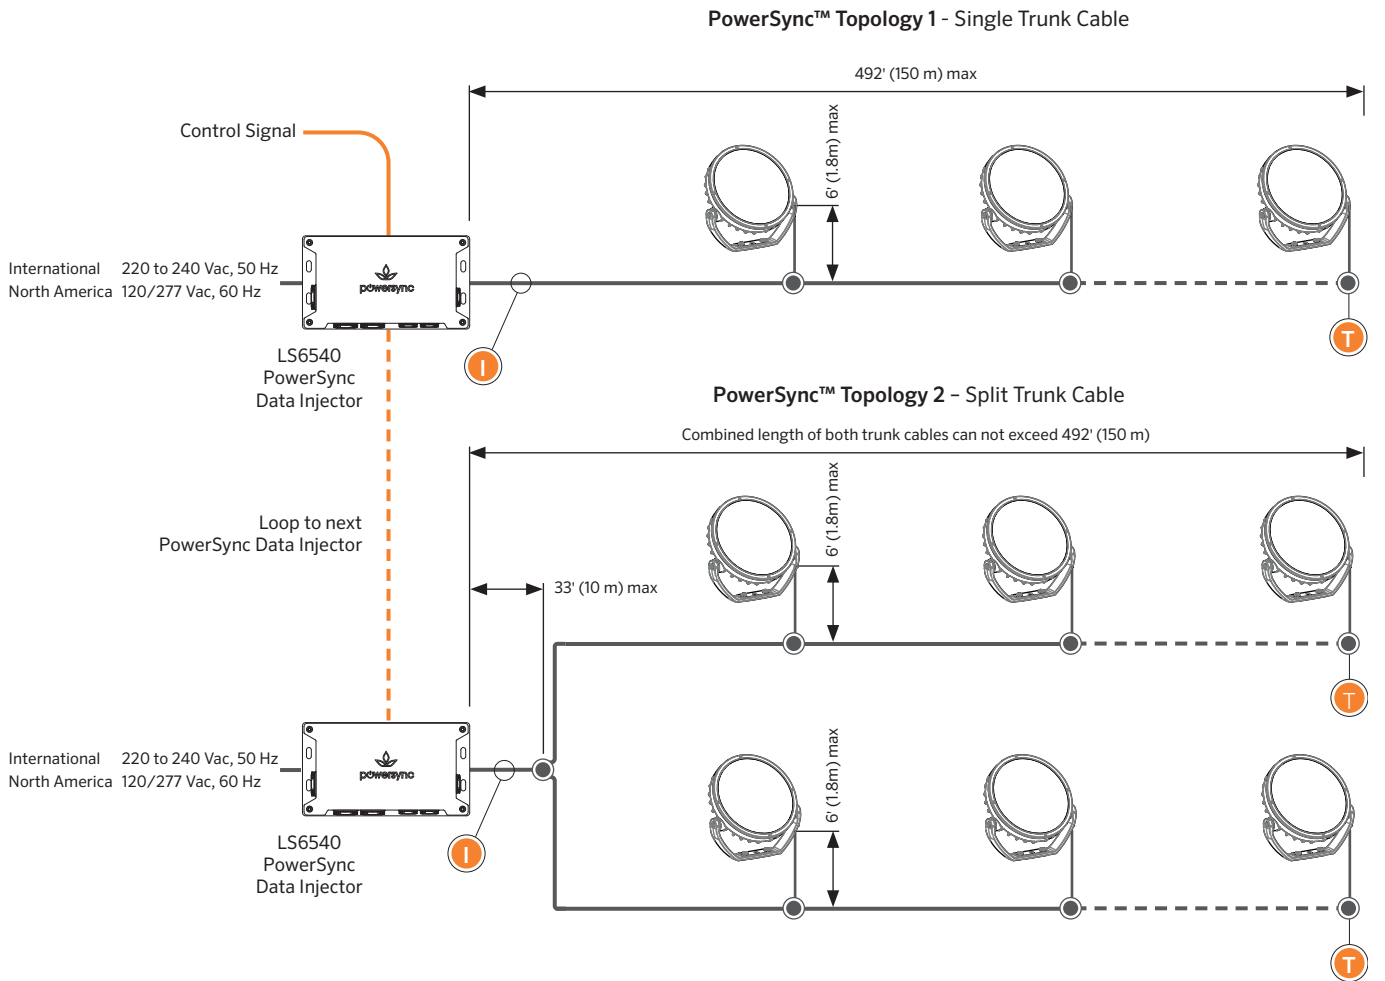 PowerSync™ Topology 1 - Single Trunk Cable
492' (150 m) max
Control Signal
6' (1.8m) max
International 220 to 240 Vac, 50 Hz
North America 120/277 Vac, 60 Hz
powersync
LS6540
PowerSync
Data Injector
I
T
PowerSync™ Topology 2 – Split Trunk Cable
Combined length of both trunk cables can not exceed 492' (150 m)
6' (1.8m) max
Loop to next
PowerSync Data Injector
33' (10 m) max
T
6' (1.8m) max
International 220 to 240 Vac, 50 Hz
North America 120/277 Vac, 60 Hz
powersync
LS6540
PowerSync
Data Injector
I
T